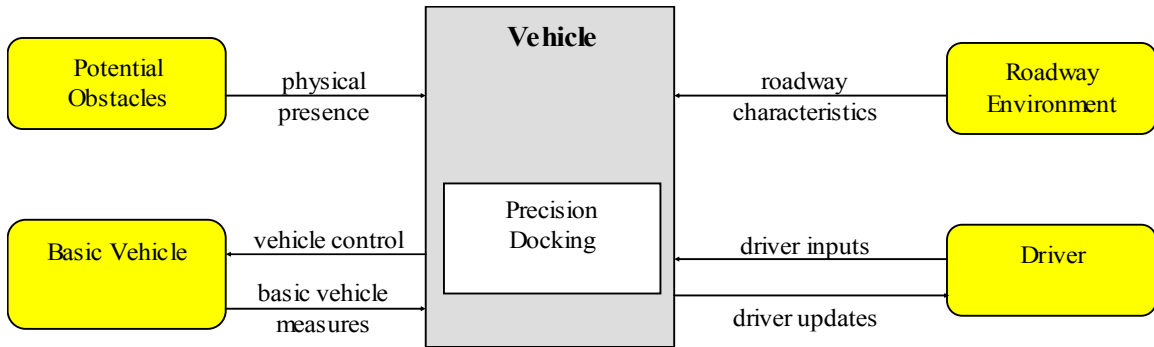 Vehicle
Potential
Obstacles
physical
presence
roadway
characteristics
Roadway
Environment
Precision
Docking
Basic Vehicle
vehicle control
basic vehicle
measures
driver inputs
driver updates
Driver